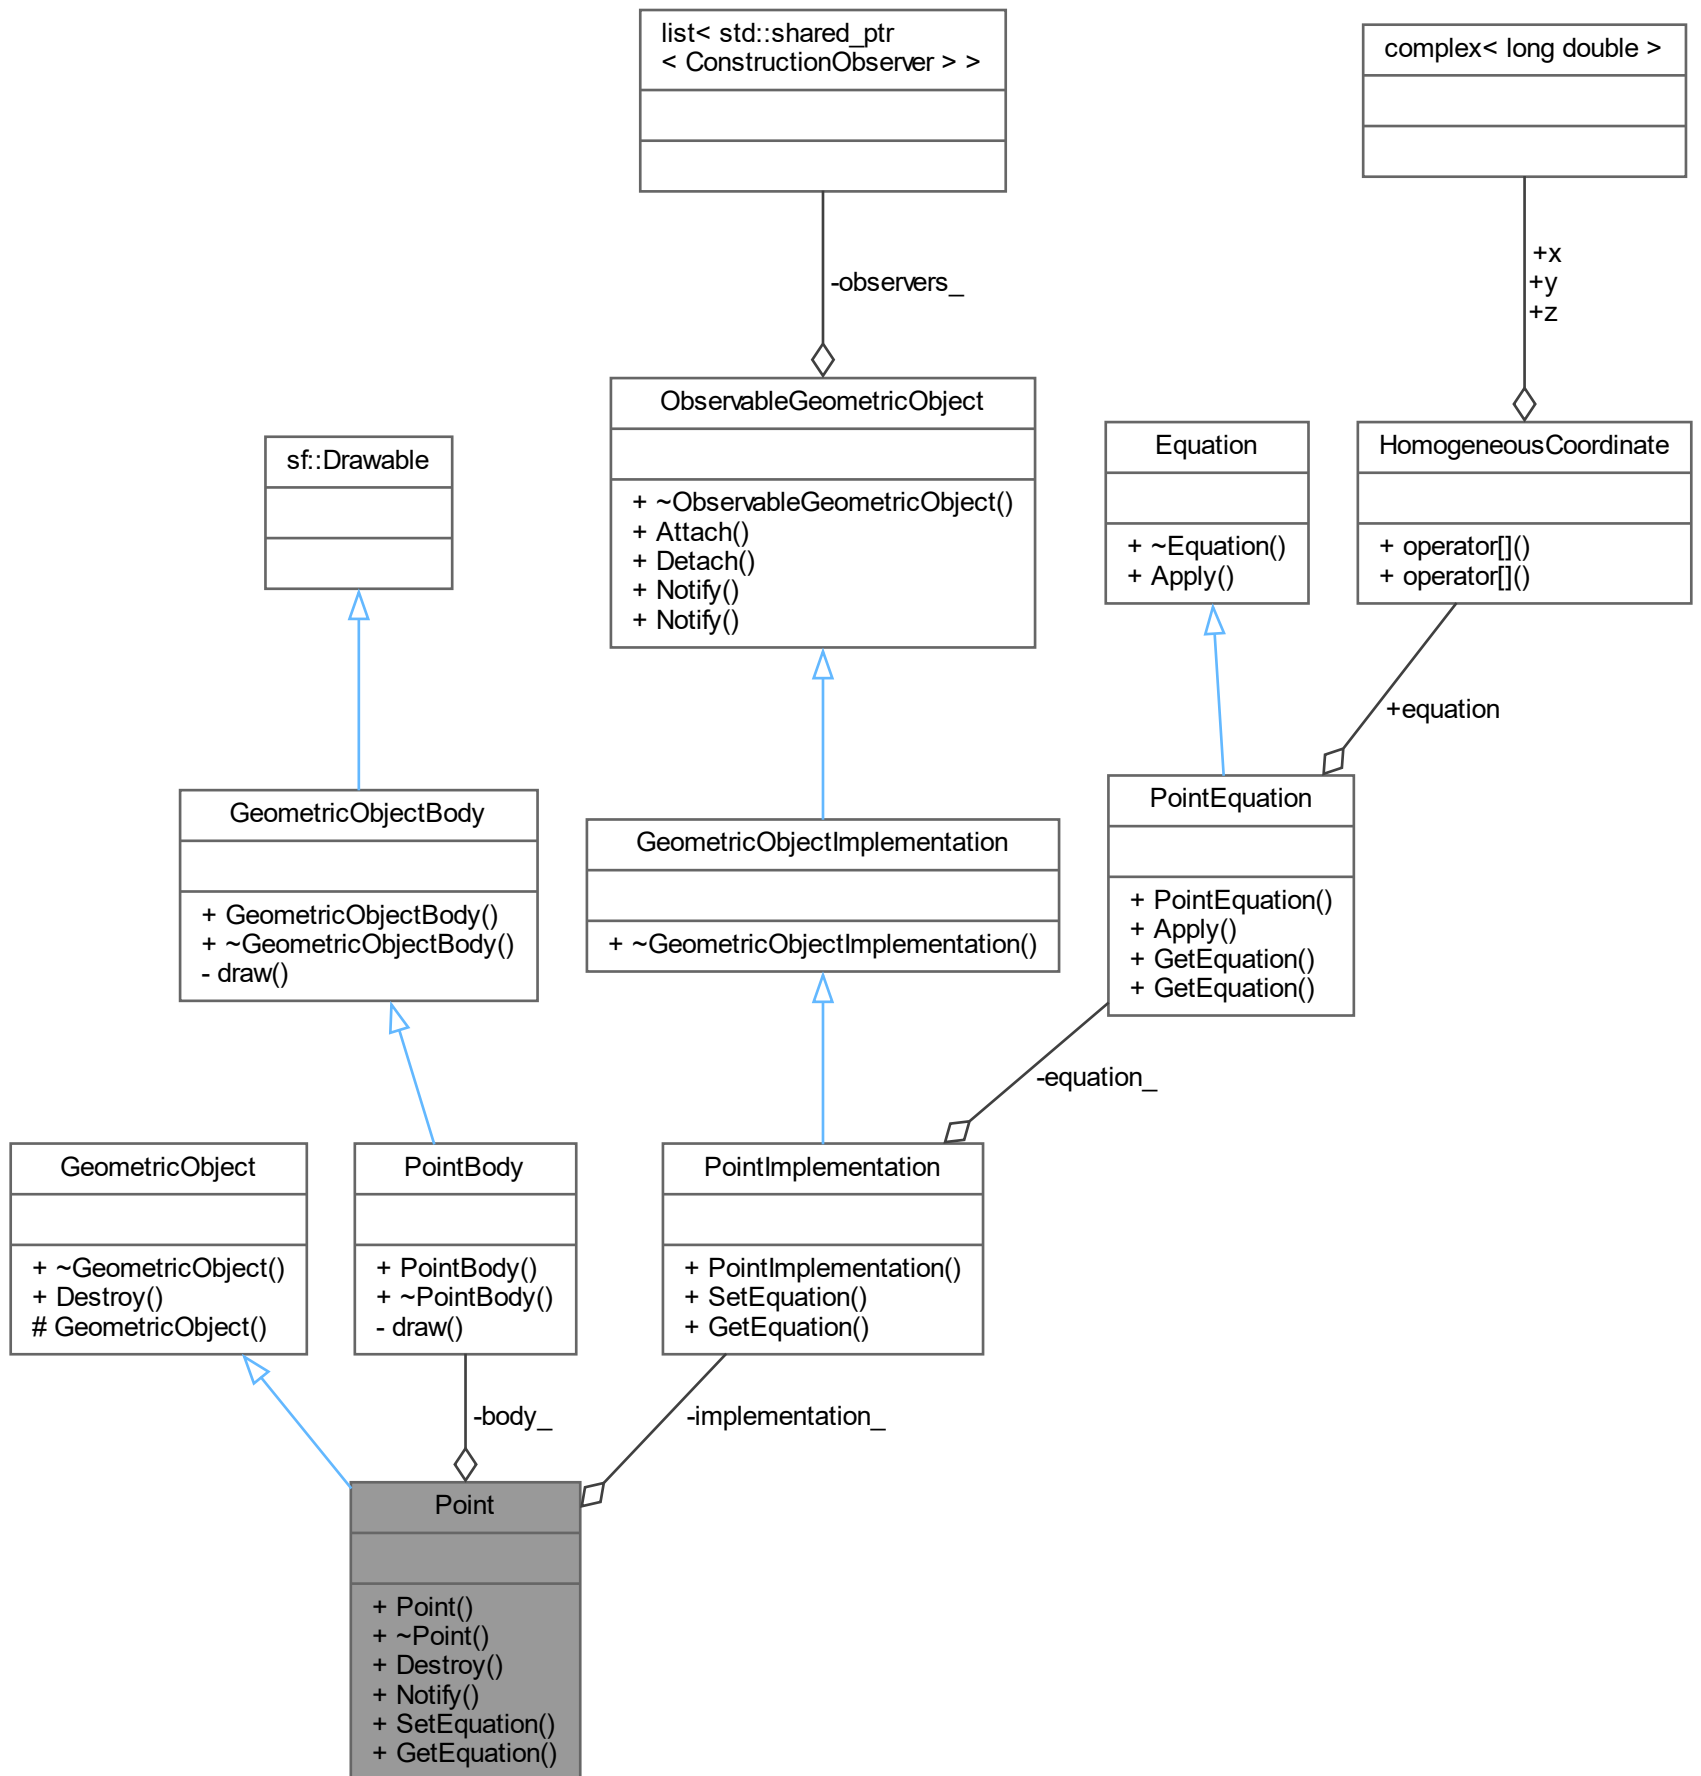 list< std::shared_ptr
< ConstructionObserver > >
complex< long double >
+x
+y
+z
-observers_
ObservableGeometricObject
+ ~ObservableGeometricObject()
+ Attach()
+ Detach()
+ Notify()
+ Notify()
sf::Drawable
Equation
+ ~Equation()
+ Apply()
HomogeneousCoordinate
+ operator[]()
+ operator[]()
+equation
GeometricObjectBody
+ GeometricObjectBody()
+ ~GeometricObjectBody()
- draw()
GeometricObjectImplementation
+ ~GeometricObjectImplementation()
PointEquation
+ PointEquation()
+ Apply()
+ GetEquation()
+ GetEquation()
-equation_
GeometricObject
+ ~GeometricObject()
+ Destroy()
# GeometricObject()
PointBody
+ PointBody()
+ ~PointBody()
- draw()
PointImplementation
+ PointImplementation()
+ SetEquation()
+ GetEquation()
-body_
-implementation_
Point
+ Point()
+ ~Point()
+ Destroy()
+ Notify()
+ SetEquation()
+ GetEquation()